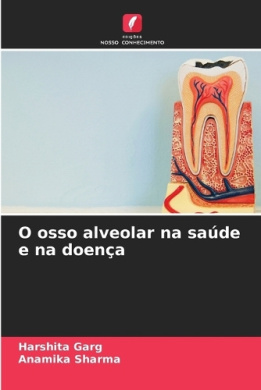 edições
NOSSO CONHECIMENTO
O osso alveolar na saúde
e na doença
Harshita Garg
Anamika Sharma